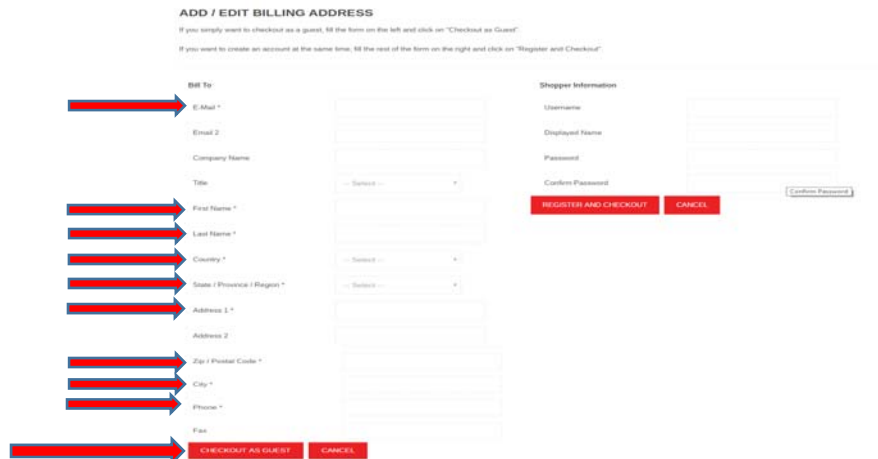 ADD / EDIT BILLING ADDRESS
If you simply want to checkout as a guest, fill the form on the left and click on "Checkout as Guest".
If you want to create an account at the same time, fill the rest of the form on the right and click on "Register and Checkout".
Bill To
E-Mail *
Email 2
Company Name
Title
-- Select --
First Name *
Last Name *
Country *
-- Select --
State / Province / Region *
-- Select --
Address 1 *
Address 2
Zip / Postal Code *
City *
Phone *
Fax
CHECKOUT AS GUEST
CANCEL
Shopper Information
Username
Displayed Name
Password
Confirm Password
Confirm Password
REGISTER AND CHECKOUT
CANCEL